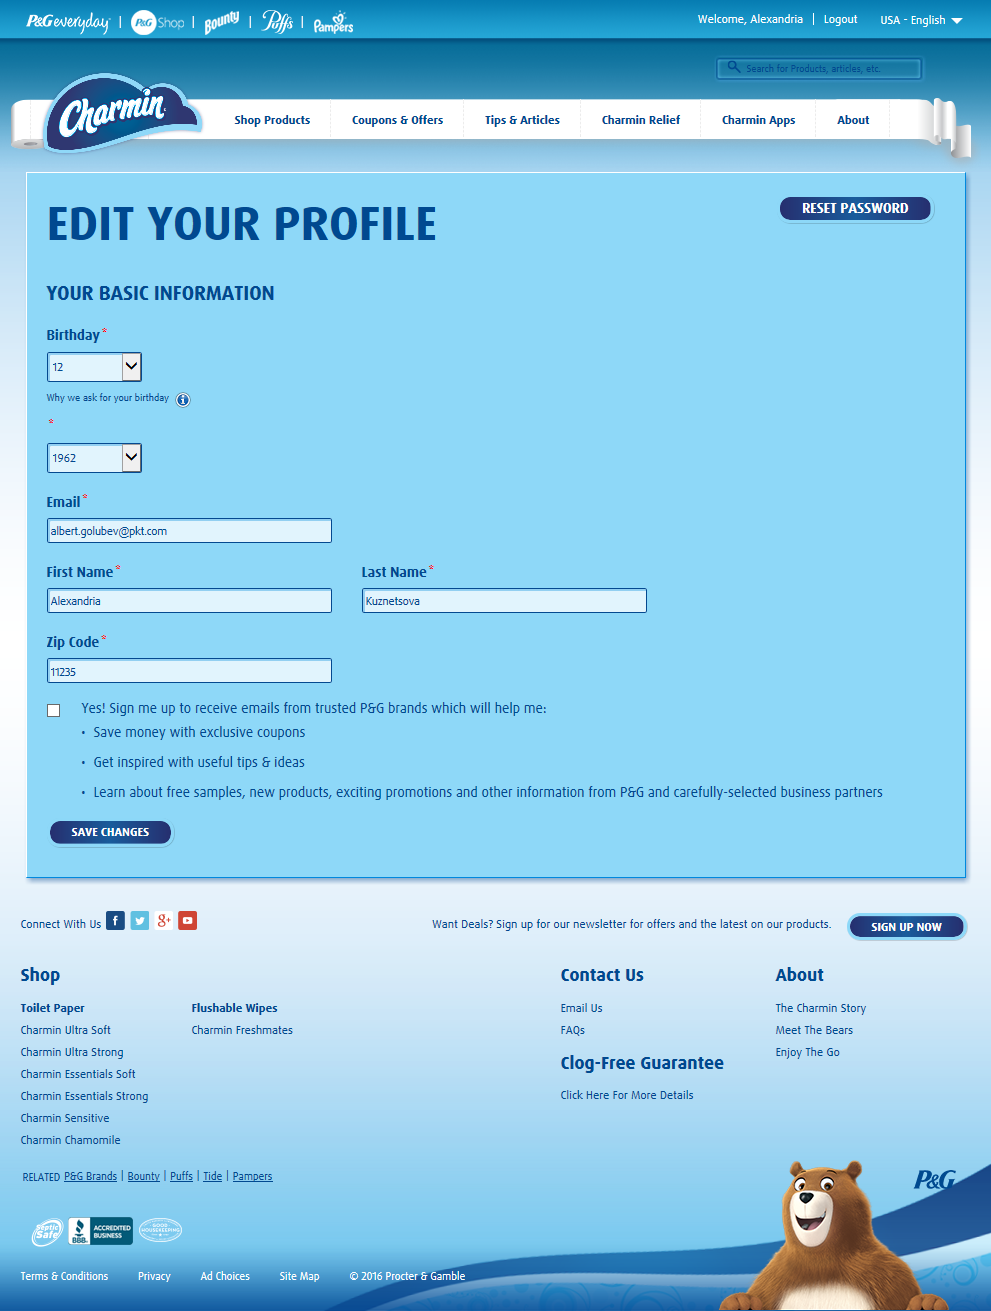 P&G everyday | P&G Shop | Bounty | Puffs | Pampers
Welcome, Alexandria | Logout USA - English
Search for Products, articles, etc.
Charmin
Shop Products Coupons & Offers Tips & Articles Charmin Relief Charmin Apps About
EDIT YOUR PROFILE
RESET PASSWORD
YOUR BASIC INFORMATION
Birthday*
12
Why we ask for your birthday i
*
1962
Email*
albert.golubev@pkt.com
First Name* Last Name*
Alexandria Kuznetsova
Zip Code*
11235
Yes! Sign me up to receive emails from trusted P&G brands which will help me:
• Save money with exclusive coupons
• Get inspired with useful tips & ideas
• Learn about free samples, new products, exciting promotions and other information from P&G and carefully-selected business partners
SAVE CHANGES
Connect With Us f g+ Want Deals? Sign up for our newsletter for offers and the latest on our products. SIGN UP NOW
Shop Contact Us About
Toilet Paper Flushable Wipes Email Us The Charmin Story
Charmin Ultra Soft Charmin Freshmates FAQs Meet The Bears
Charmin Ultra Strong Clog-Free Guarantee Enjoy The Go
Charmin Essentials Soft
Charmin Essentials Strong Click Here For More Details
Charmin Sensitive
Charmin Chamomile
RELATED P&G Brands | Bounty | Puffs | Tide | Pampers
P&G
Septic Safe BBB. ACCREDITED BUSINESS GOOD HOUSEKEEPING
Terms & Conditions Privacy Ad Choices Site Map © 2016 Procter & Gamble